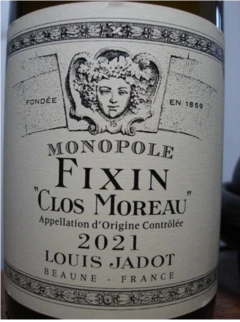 FONDÉE EN 1859
MONOPOLE
FIXIN
"CLOS MOREAU"
Appellation d'Origine Contrôlée
2021
LOUIS JADOT
BEAUNE - FRANCE